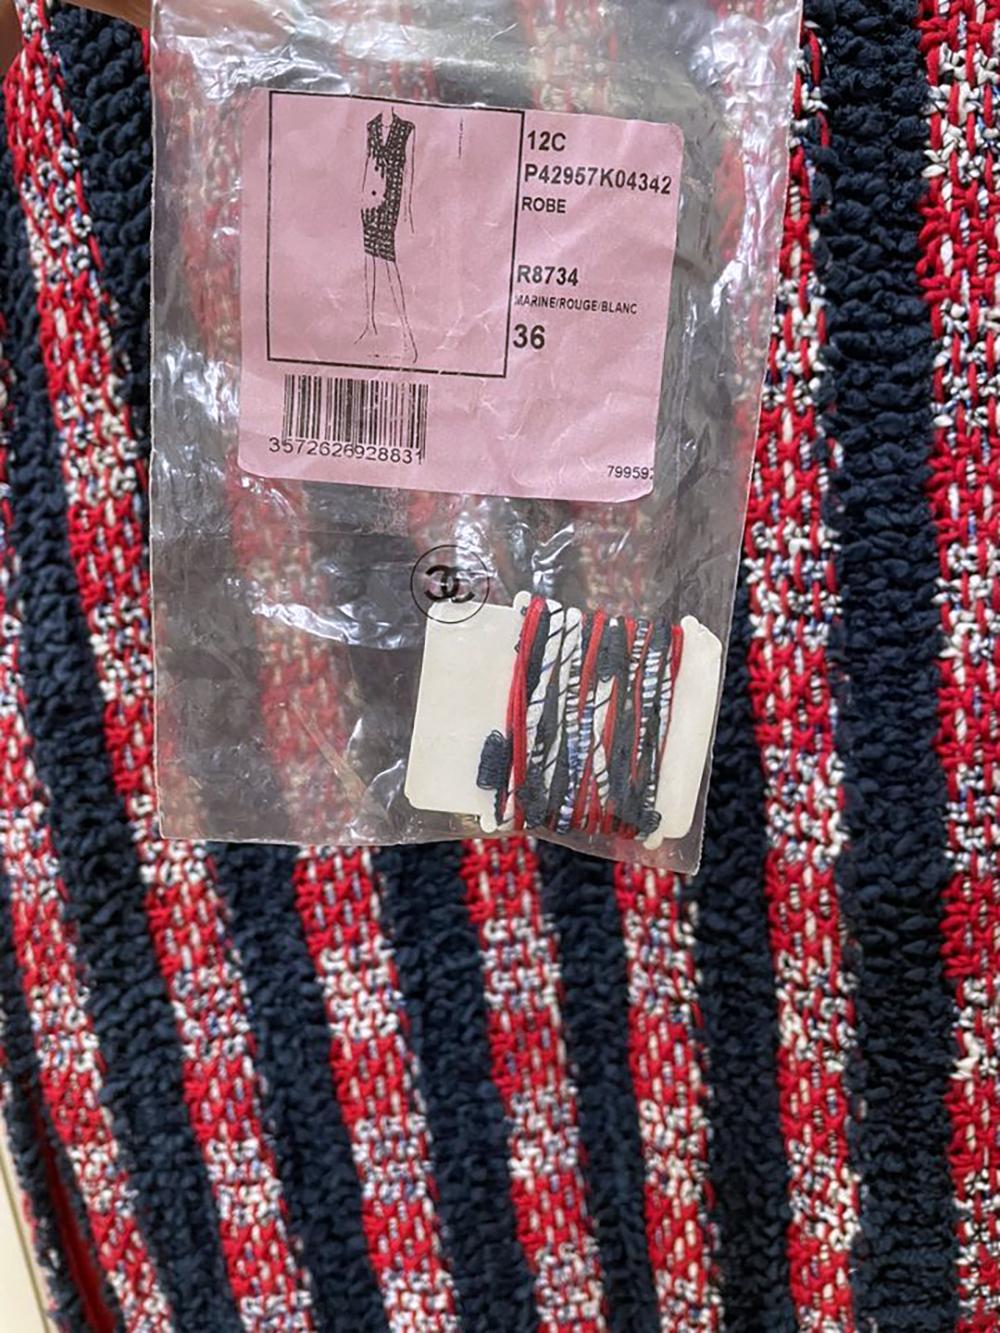 12C
P42957K04342
ROBE
R8734
MARINE/ROUGE/BLANC
36
3572626928831
79959